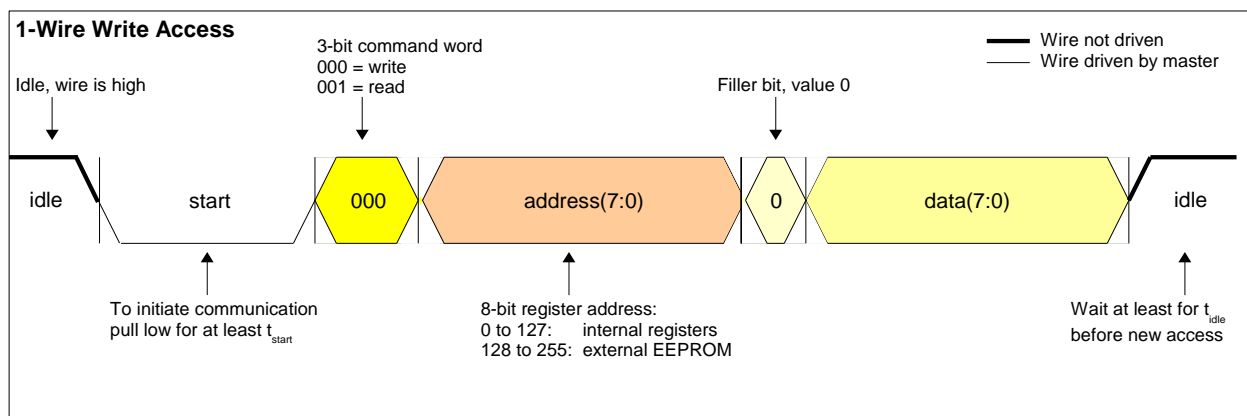 1-Wire Write Access
3-bit command word
000 = write
001 = read
Wire not driven
Wire driven by master
Idle, wire is high
Filler bit, value 0
idle
start
000
address(7:0)
0
data(7:0)
idle
To initiate communication
pull low for at least tstart
8-bit register address:
0 to 127: internal registers
128 to 255: external EEPROM
Wait at least for tidle
before new access